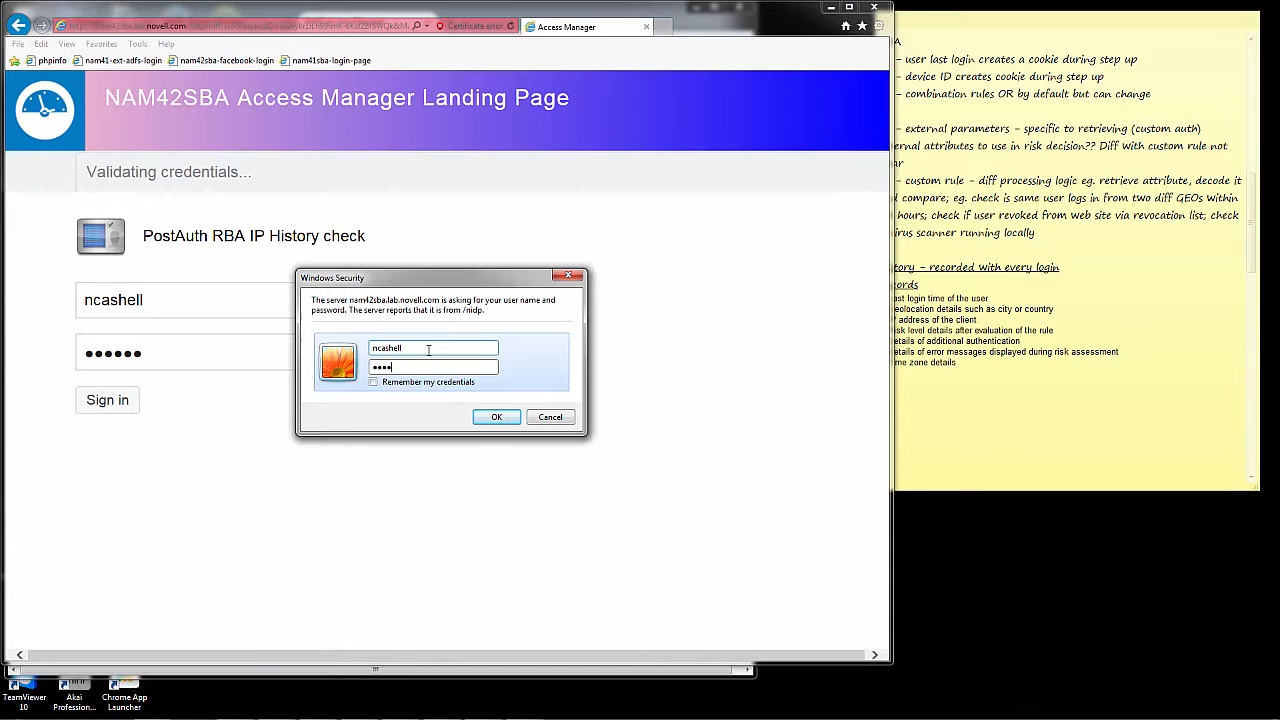 novell.com
Certificate error
Access Manager
File Edit View Favorites Tools Help
phpinfo nam41-ext-adfs-login nam42sba-facebook-login nam41sba-login-page
NAM42SBA Access Manager Landing Page
Validating credentials...
PostAuth RBA IP History check
ncashell
Sign in
Windows Security
The server nam42sba.lab.novell.com is asking for your user name and
password. The server reports that it is from /nidp.
ncashell
Remember my credentials
OK Cancel
A
- user last login creates a cookie during step up
- device ID creates cookie during step up
- combination rules OR by default but can change
- external parameters - specific to retrieving (custom auth)
ernal attributes to use in risk decision?? Diff with custom rule not
ar
- custom rule - diff processing logic eg. retrieve attribute, decode it
d compare; eg. check is same user logs in from two diff GEOs within
hours; check if user revoked from web site via revocation list; check
irus scanner running locally
tory - recorded with every login
cords
ast login time of the user
eolocation details such as city or country
address of the client
isk level details after evaluation of the rule
etails of additional authentication
etails of error messages displayed during risk assessment
me zone details
TeamViewer
10
Akai
Profession...
Chrome App
Launcher